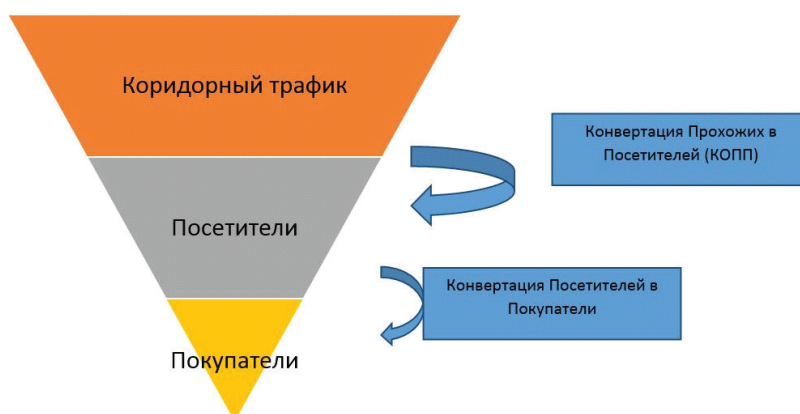 Коридорный трафик
Конвертация Прохожих в
Посетителей (КОПП)
Посетители
Конвертация Посетителей в
Покупатели
Покупатели